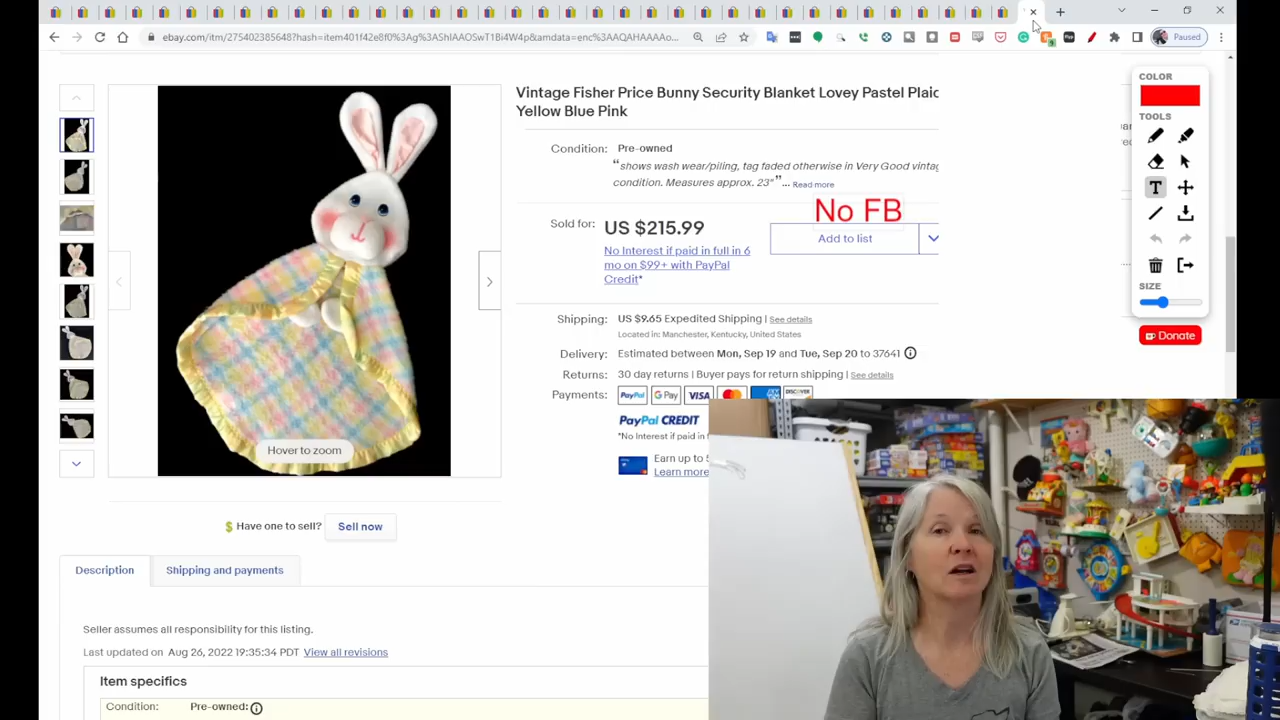 ebay.com/itm/275402385648?hash=item401f42e8f0%3Ag%3AShIAAOSwT1Bi4W4p&amdata=enc%3AAQAHAAAAo...
Paused
Vintage Fisher Price Bunny Security Blanket Lovey Pastel Plaid
Yellow Blue Pink
Condition: Pre-owned
“shows wash wear/piling, tag faded otherwise in Very Good vintag
condition. Measures approx. 23”” ... Read more
No FB
Sold for: US $215.99
Add to list
No Interest if paid in full in 6
mo on $99+ with PayPal
Credit*
Shipping: US $9.65 Expedited Shipping | See details
Located in: Manchester, Kentucky, United States
Delivery: Estimated between Mon, Sep 19 and Tue, Sep 20 to 37641
Returns: 30 day returns | Buyer pays for return shipping | See details
Payments: PayPal G Pay VISA DISCOVER
PayPal CREDIT
*No Interest if paid in f
Earn up to 5
Learn more
Hover to zoom
Have one to sell? Sell now
Description Shipping and payments
Seller assumes all responsibility for this listing.
Last updated on Aug 26, 2022 19:35:34 PDT View all revisions
Item specifics
Condition: Pre-owned:
COLOR
TOOLS
T
SIZE
Donate